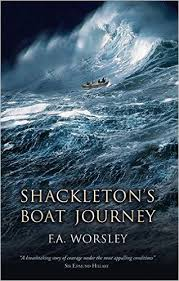 SHACKLETON'S
BOAT JOURNEY
F.A. WORSLEY
"A breathtaking story of courage under the most appalling conditions"
SIR EDMUND HILLARY